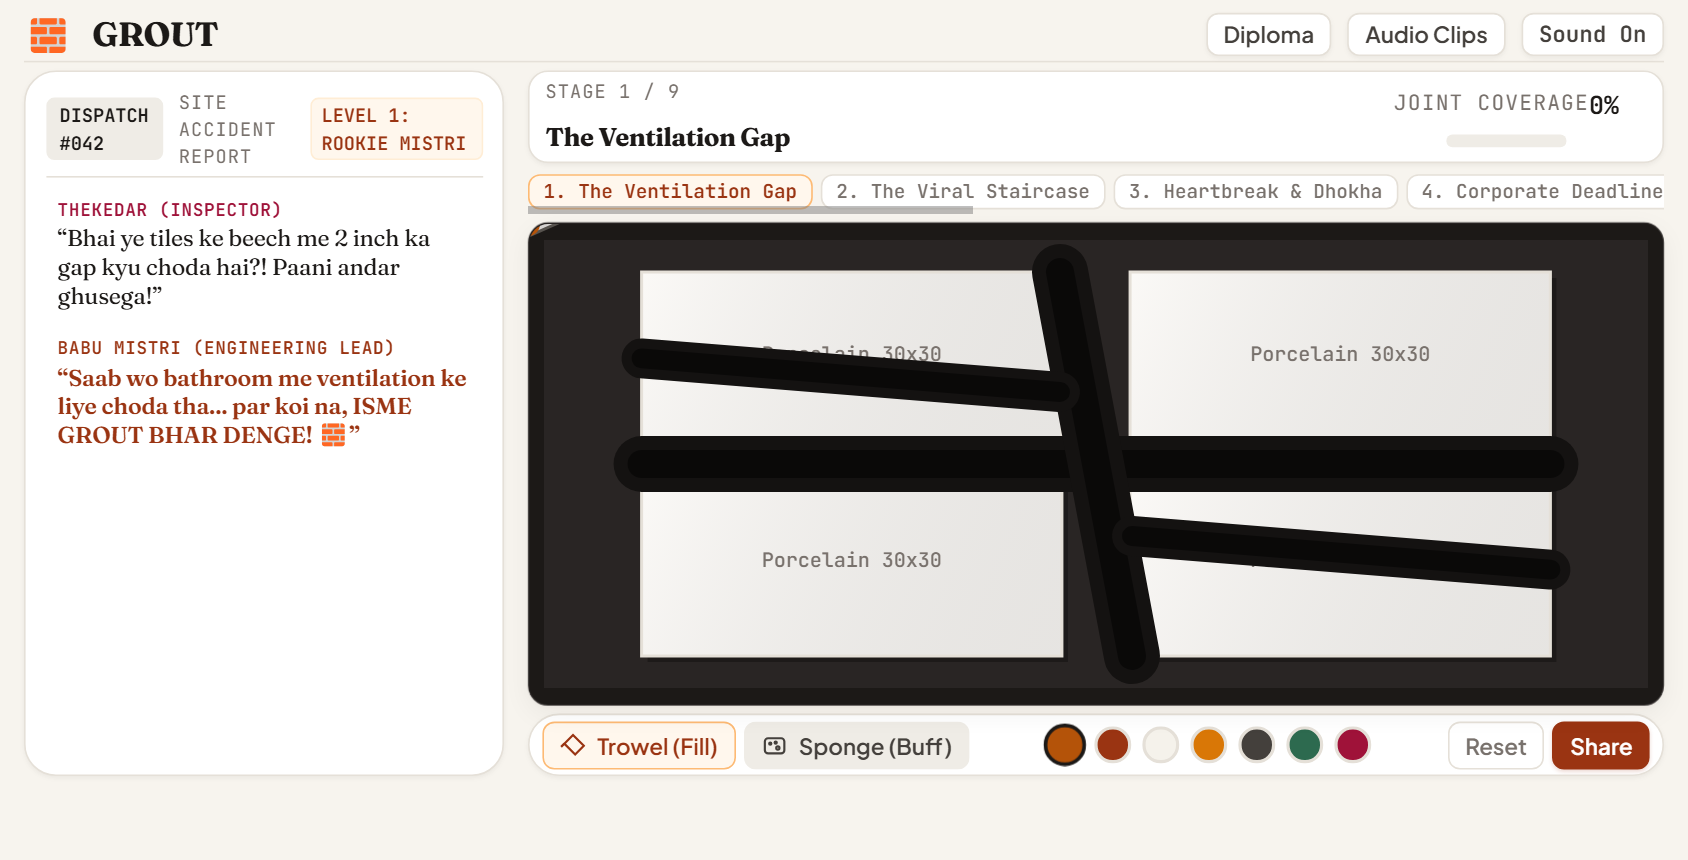 GROUT
Diploma
Audio Clips
Sound On
DISPATCH
#042
SITE
ACCIDENT
REPORT
LEVEL 1:
ROOKIE MISTRI
THEKEDAR (INSPECTOR)
“Bhai ye tiles ke beech me 2 inch ka
gap kyu choda hai?! Paani andar
ghusega!”
BABU MISTRI (ENGINEERING LEAD)
“Saab wo bathroom me ventilation ke
liye choda tha... par koi na, ISME
GROUT BHAR DENGE! 🧱”
STAGE 1 / 9
The Ventilation Gap
JOINT COVERAGE 0%
1. The Ventilation Gap
2. The Viral Staircase
3. Heartbreak & Dhokha
4. Corporate Deadline
Porcelain 30x30
Porcelain 30x30
Porcelain 30x30
Trowel (Fill)
Sponge (Buff)
Reset
Share